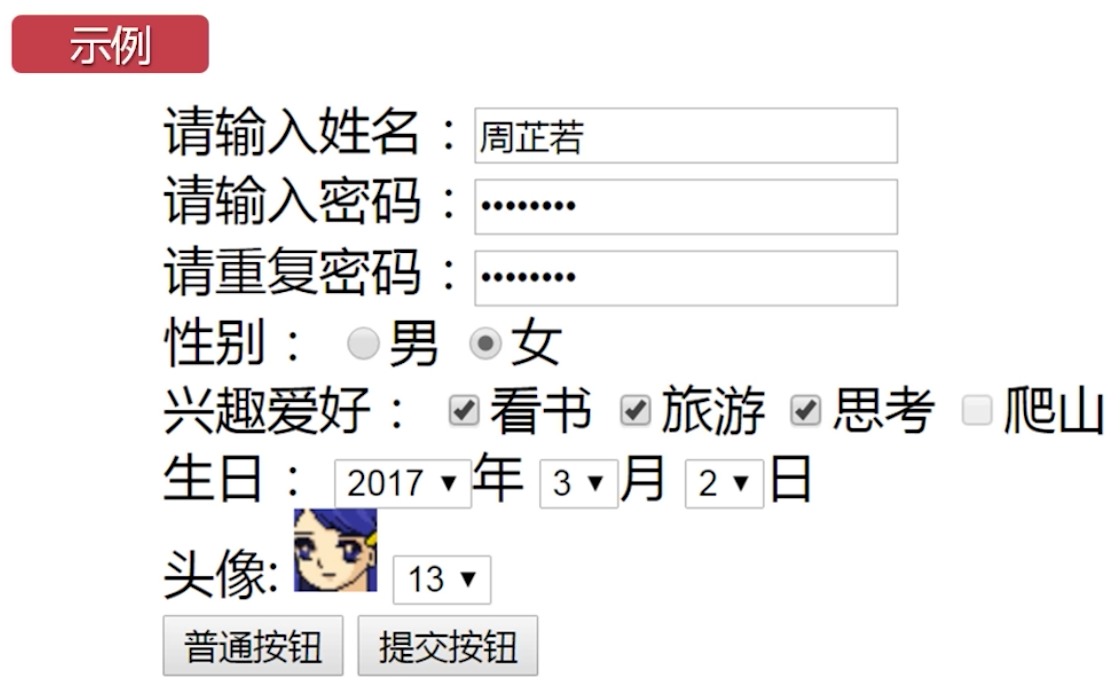 示例
请输入姓名：周芷若
请输入密码：••••••••
请重复密码：••••••••
性别： 男 女
兴趣爱好： 看书 旅游 思考 爬山
生日： 2017 年 3 月 2 日
头像: 13
普通按钮 提交按钮